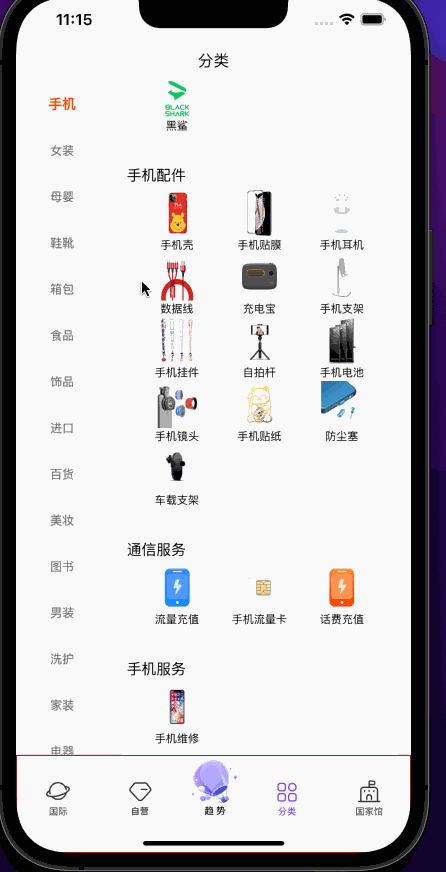 11:15
分类
手机
女装
母婴
鞋靴
箱包
食品
饰品
进口
百货
美妆
图书
男装
洗护
家装
电器
BLACK
SHARK
黑鲨
手机配件
手机壳 手机贴膜 手机耳机
数据线 充电宝 手机支架
手机挂件 自拍杆 手机电池
手机镜头 手机贴纸 防尘塞
车载支架
通信服务
流量充值 手机流量卡 话费充值
手机服务
手机维修
国际 自营 趋势 分类 国家馆